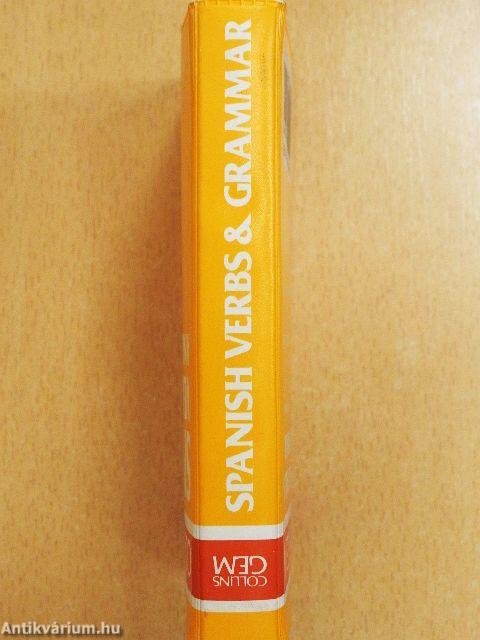 SPANISH VERBS & GRAMMAR
COLLINS
GEM
Antikvárium.hu